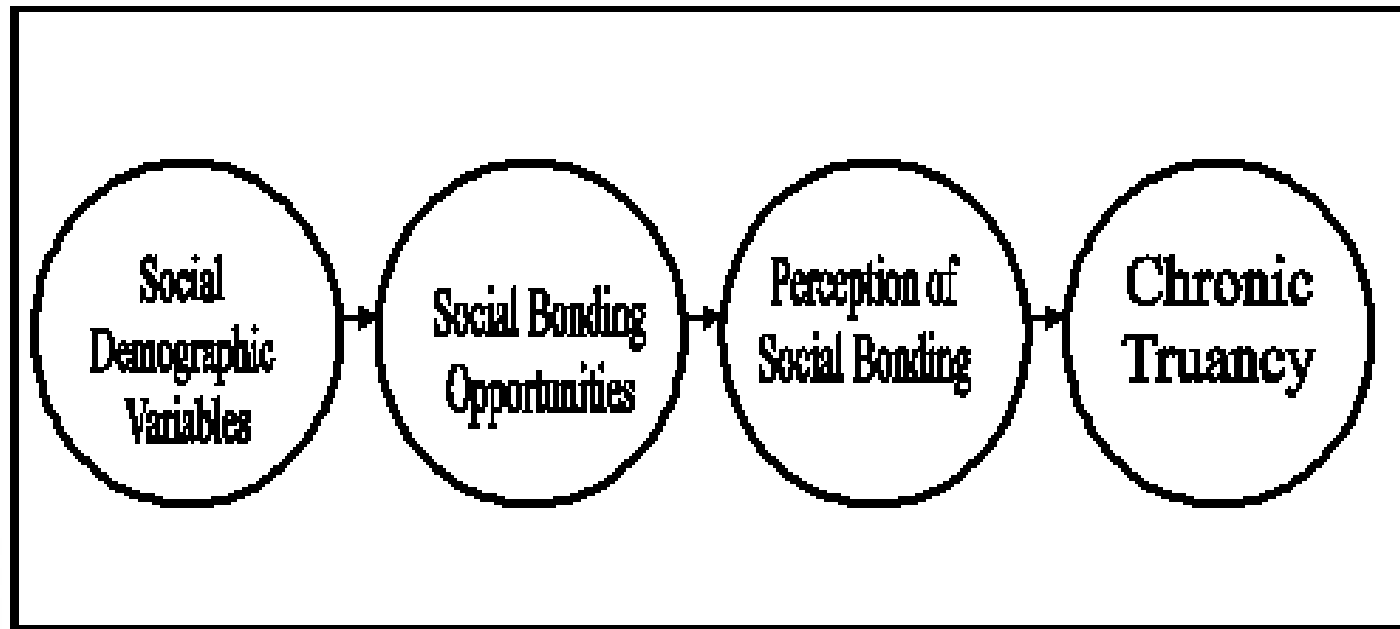 Social
Demographic
Variables
Social Bonding
Opportunities
Perception of
Social Bonding
Chronic
Truancy